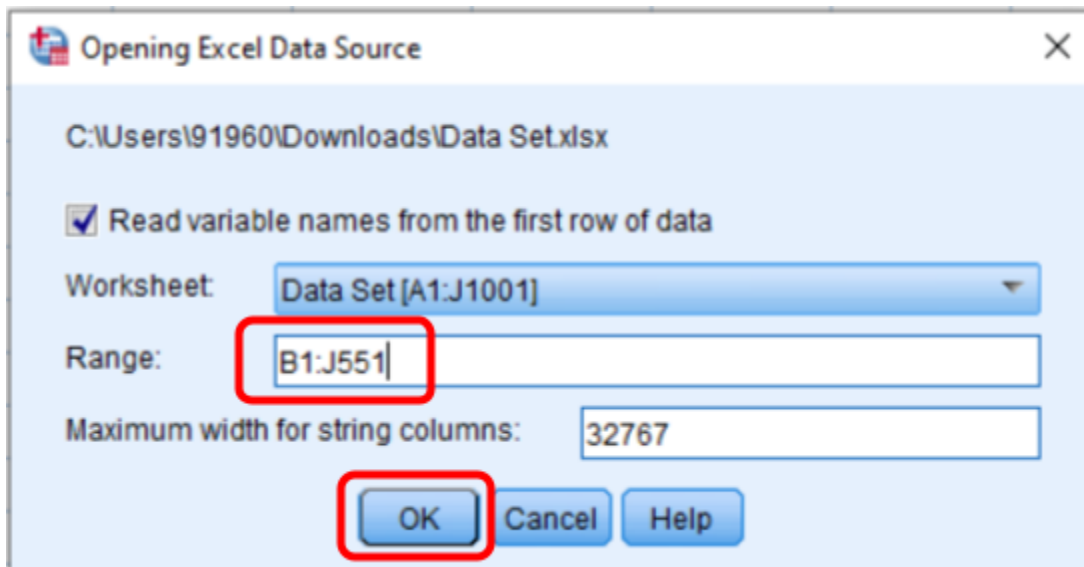 Opening Excel Data Source
C:\Users\91960\Downloads\Data Set.xlsx
Read variable names from the first row of data
Worksheet: Data Set [A1:J1001]
Range: B1:J551
Maximum width for string columns: 32767
OK Cancel Help